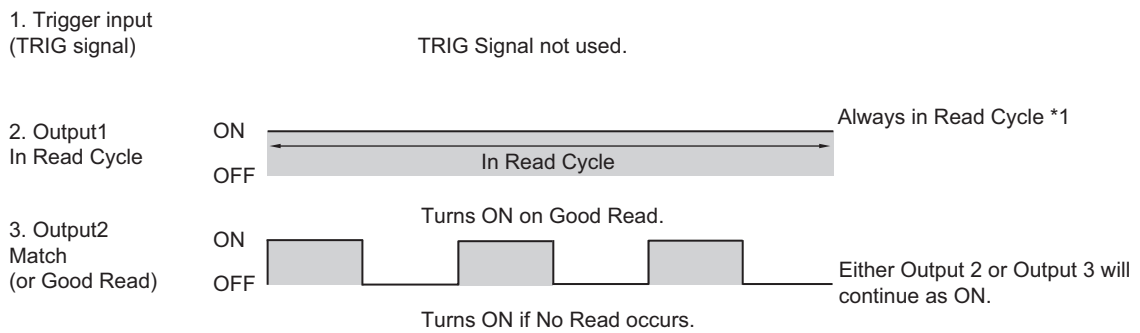 1. Trigger input
(TRIG signal)
TRIG Signal not used.
Always in Read Cycle *1
2. Output1
In Read Cycle
ON
In Read Cycle
OFF
Turns ON on Good Read.
3. Output2
Match
(or Good Read)
ON
OFF
Either Output 2 or Output 3 will
continue as ON.
Turns ON if No Read occurs.